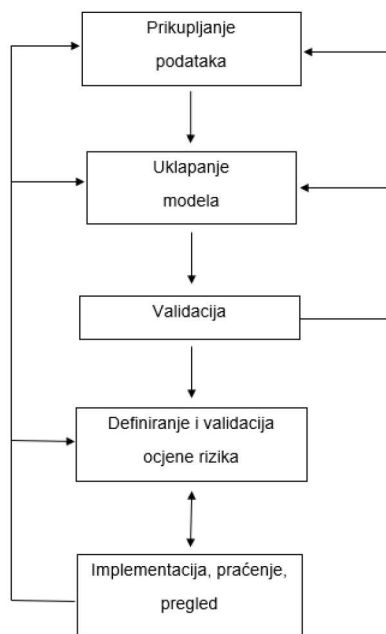 Prikupljanje
podataka
Uklapanje
modela
Validacija
Definiranje i validacija
ocjene rizika
Implementacija, praćenje,
pregled